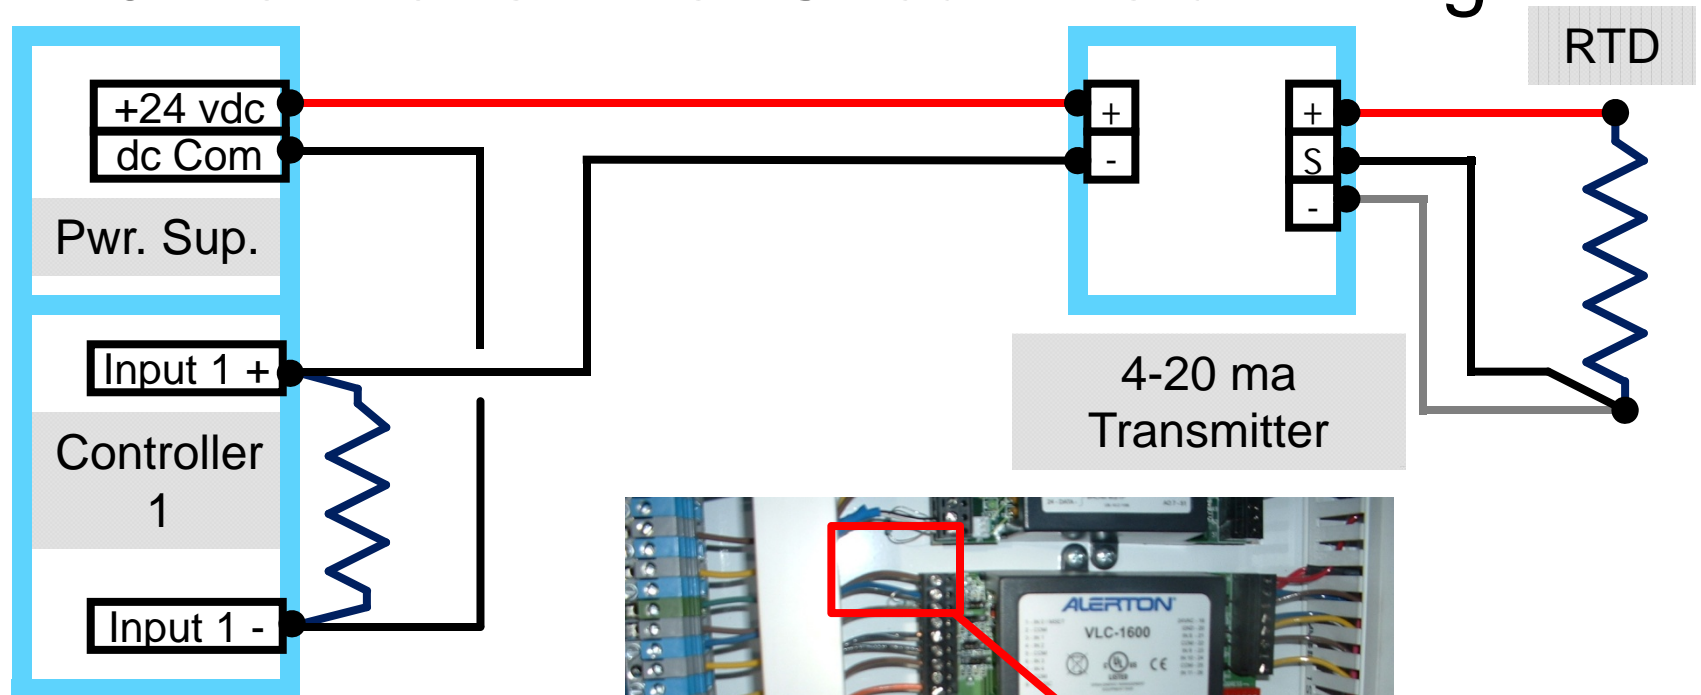 RTD
+24 vdc
dc Com
+
-
+
S
-
Pwr. Sup.
Input 1 +
4-20 ma
Transmitter
Controller
1
Input 1 -
ALERTON
VLC-1600